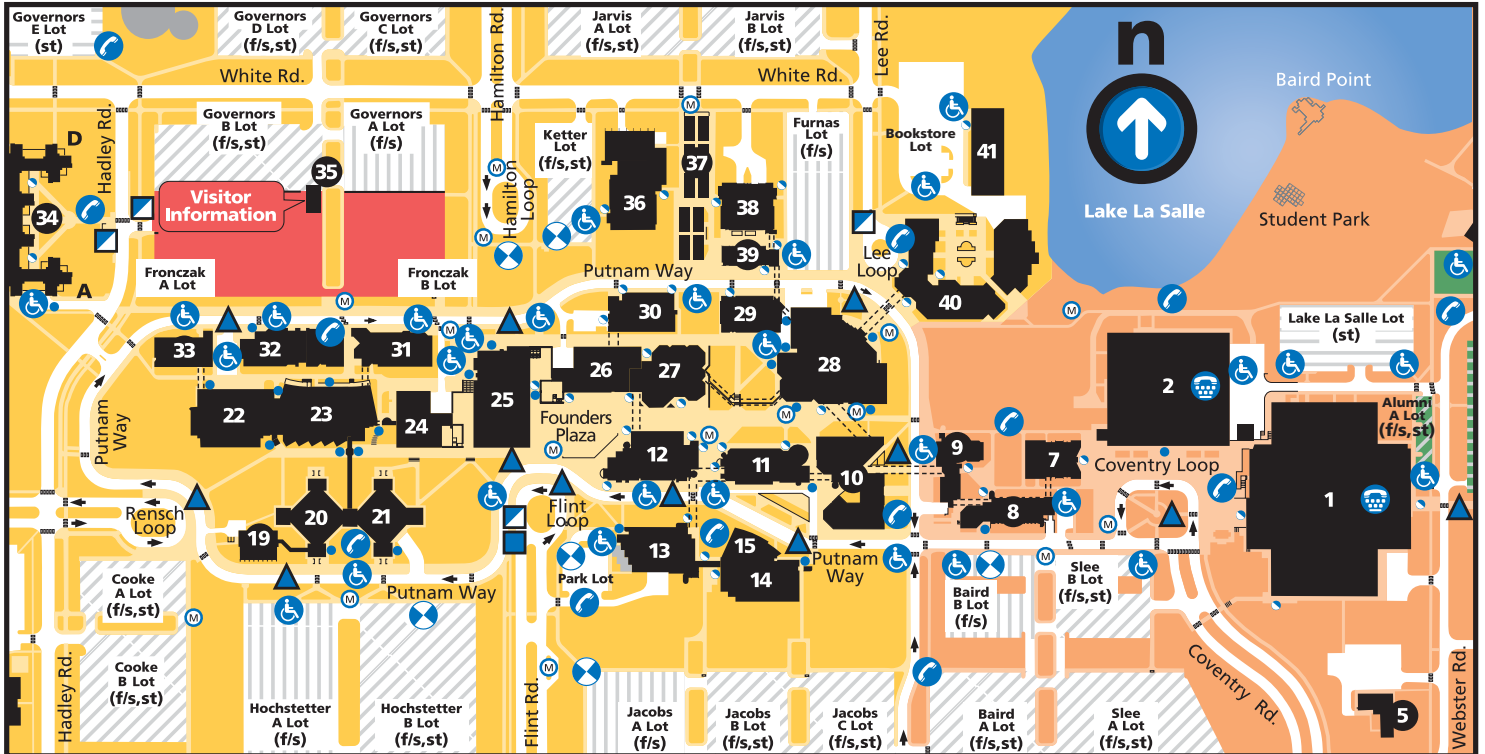 Governors
E Lot
(st)
Governors
D Lot
(f/s,st)
Governors
C Lot
(f/s,st)
Hamilton Rd.
Jarvis
A Lot
(f/s,st)
Jarvis
B Lot
(f/s,st)
Lee Rd.
n
White Rd.
White Rd.
Baird Point
Hadley Rd.
Governors
B Lot
(f/s,st)
Governors
A Lot
(f/s)
Ketter
Lot
(f/s,st)
M
Furnas
Lot
(f/s)
Bookstore
Lot
D
35
M
37
41
34
Visitor
Information
Hamilton
Loop
36
38
Lake La Salle
Student Park
M
39
Lee
Loop
Fronczak
A Lot
Fronczak
B Lot
Putnam Way
A
M
30
29
40
M
Lake La Salle Lot
(st)
33
32
31
M
28
M
26
27
2
22
23
24
25
Founders
Plaza
M
M
Alumni
A Lot
(f/s,st)
Putnam
Way
M
M
12
11
10
9
7
Coventry Loop
Rensch
Loop
20
21
Flint
Loop
8
M
1
19
13
15
14
Putnam
Way
M
Cooke
A Lot
(f/s,st)
Putnam Way
Park Lot
Baird
B Lot
(f/s)
Slee
B Lot
(f/s,st)
M
M
Cooke
B Lot
(f/s,st)
Hadley Rd.
Hochstetter
A Lot
(f/s)
Hochstetter
B Lot
(f/s,st)
Flint Rd.
M
Jacobs
A Lot
(f/s)
Jacobs
B Lot
(f/s,st)
Jacobs
C Lot
(f/s)
Baird
A Lot
(f/s,st)
Slee
A Lot
(f/s,st)
Coventry Rd.
5
Webster Rd.